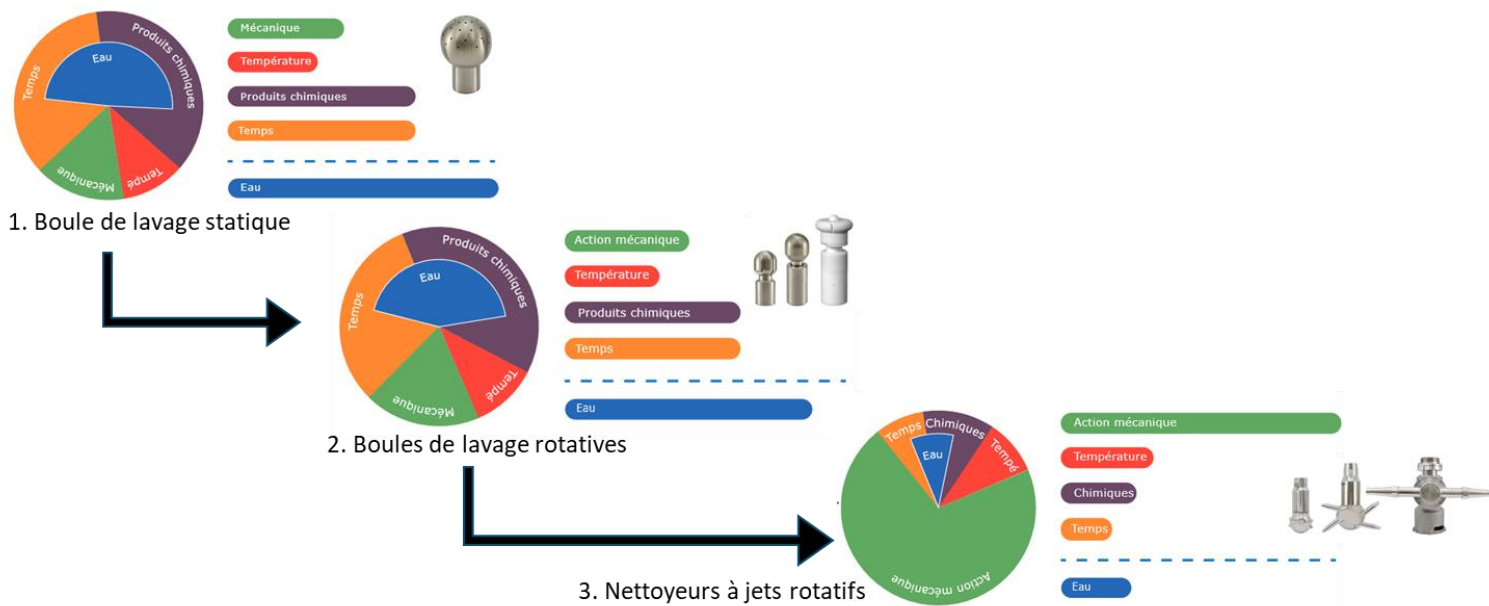 Produits chimiques
Temps
Eau
Mécanique
Tempé
Mécanique
Température
Produits chimiques
Temps
Eau
1. Boule de lavage statique
Produits chimiques
Temps
Eau
Mécanique
Tempé
Action mécanique
Température
Produits chimiques
Temps
Eau
2. Boules de lavage rotatives
Temps
Chimiques
Tempé
Eau
Action mécanique
Action mécanique
Température
Chimiques
Temps
Eau
3. Nettoyeurs à jets rotatifs